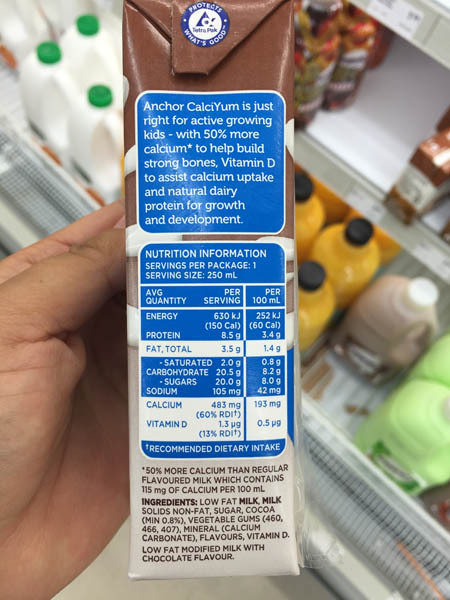 PROTECTS
Tetra Pak
WHAT'S GOOD
Anchor CalciYum is just
right for active growing
kids - with 50% more
calcium* to help build
strong bones, Vitamin D
to assist calcium uptake
and natural dairy
protein for growth
and development.
NUTRITION INFORMATION
SERVINGS PER PACKAGE: 1
SERVING SIZE: 250 mL
AVG QUANTITY PER SERVING PER 100 mL
ENERGY 630 kJ 252 kJ
(150 Cal) (60 Cal)
PROTEIN 8.5 g 3.4 g
FAT, TOTAL 3.5 g 1.4 g
- SATURATED 2.0 g 0.8 g
CARBOHYDRATE 20.5 g 8.2 g
- SUGARS 20.0 g 8.0 g
SODIUM 105 mg 42 mg
CALCIUM 483 mg 193 mg
(60% RDI†)
VITAMIN D 1.3 µg 0.5 µg
(13% RDI†)
†RECOMMENDED DIETARY INTAKE
*50% MORE CALCIUM THAN REGULAR
FLAVOURED MILK WHICH CONTAINS
115 mg OF CALCIUM PER 100 mL
INGREDIENTS: LOW FAT MILK, MILK
SOLIDS NON-FAT, SUGAR, COCOA
(MIN 0.8%), VEGETABLE GUMS (460,
466, 407), MINERAL (CALCIUM
CARBONATE), FLAVOURS, VITAMIN D.
LOW FAT MODIFIED MILK WITH
CHOCOLATE FLAVOUR.